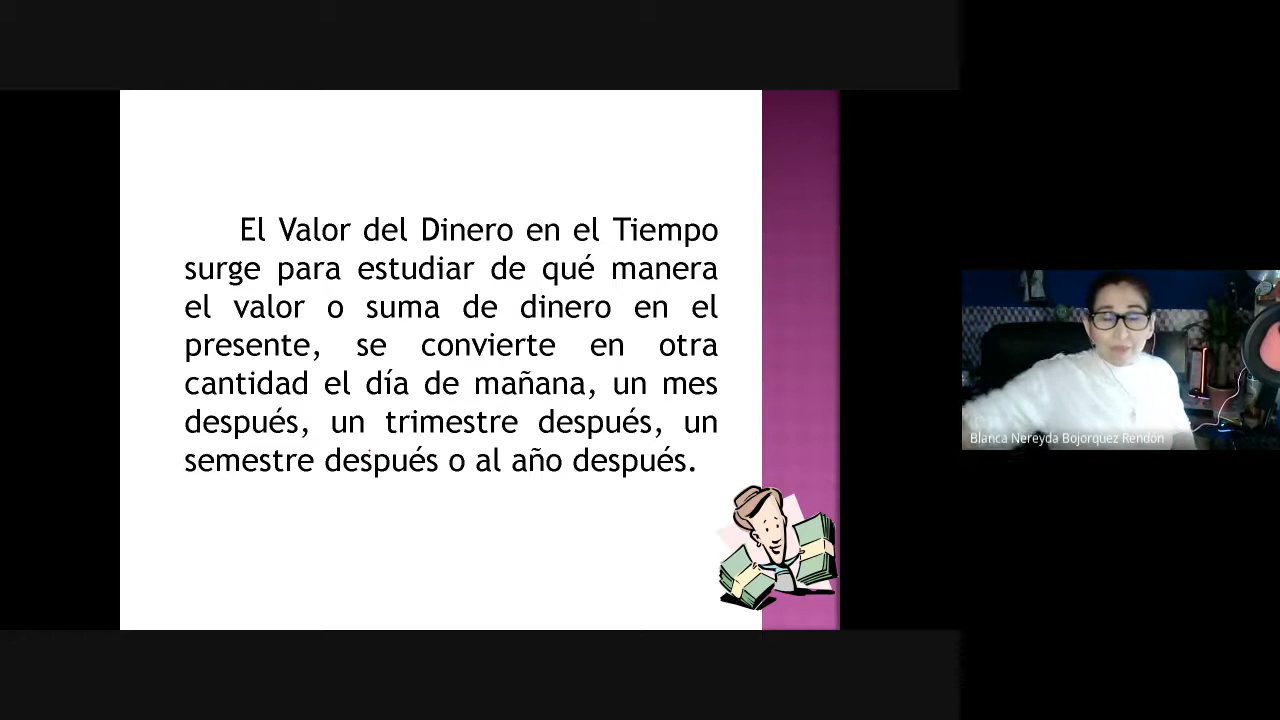 El Valor del Dinero en el Tiempo
surge para estudiar de qué manera
el valor o suma de dinero en el
presente, se convierte en otra
cantidad el día de mañana, un mes
después, un trimestre después, un
semestre después o al año después.
Blanca Nereyda Bojorquez Rendón